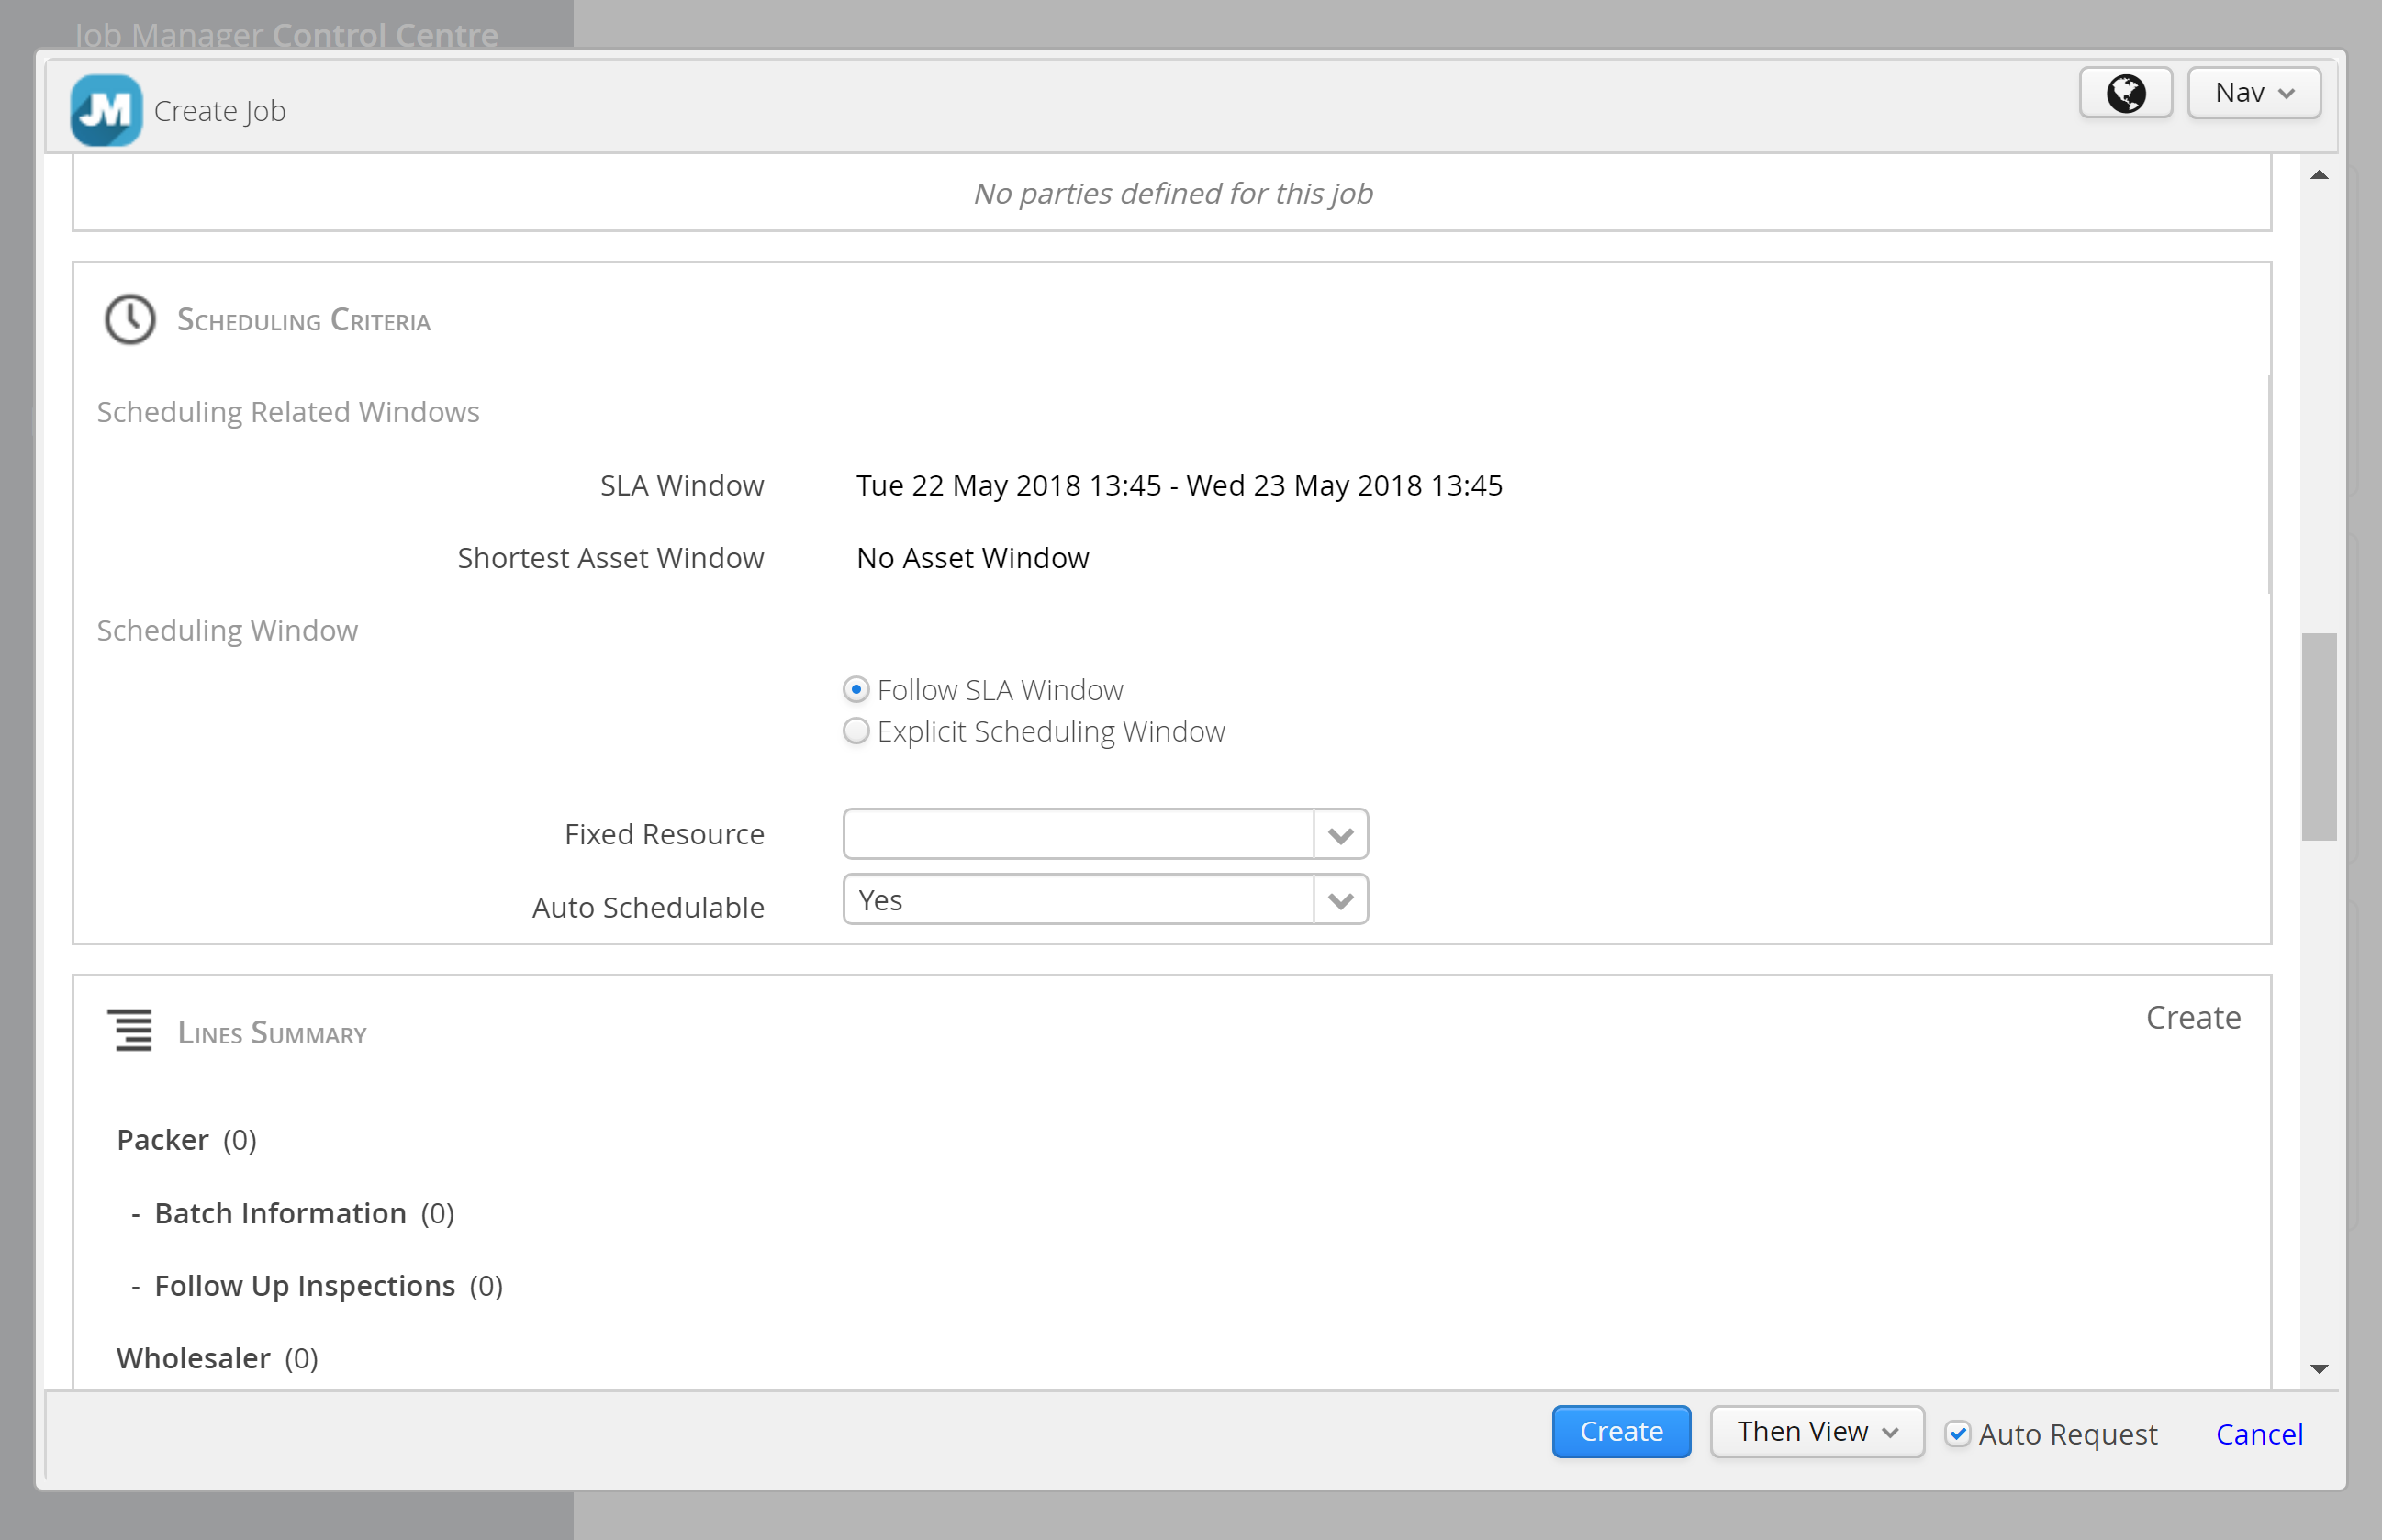 Job Manager Control Centre
JM Create Job
Nav
No parties defined for this job
Scheduling Criteria
Scheduling Related Windows
SLA Window Tue 22 May 2018 13:45 - Wed 23 May 2018 13:45
Shortest Asset Window No Asset Window
Scheduling Window
Follow SLA Window
Explicit Scheduling Window
Fixed Resource
Auto Schedulable Yes
Lines Summary Create
Packer (0)
- Batch Information (0)
- Follow Up Inspections (0)
Wholesaler (0)
Create Then View Auto Request Cancel